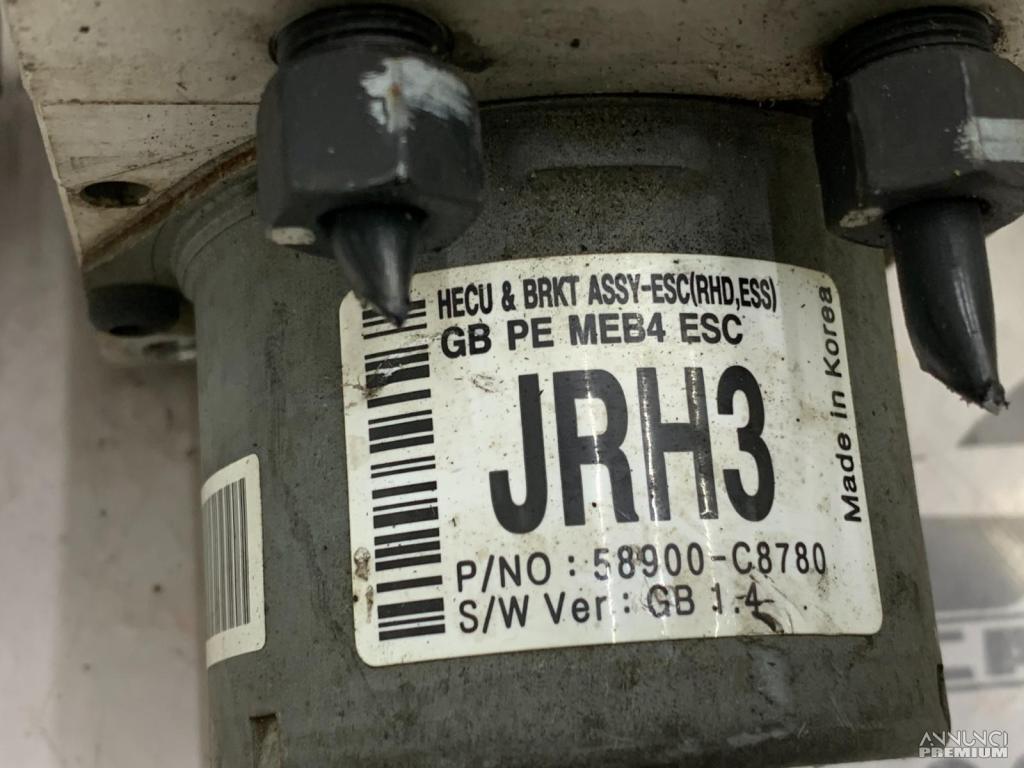 HECU & BRKT ASSY-ESC(RHD,ESS)
GB PE MEB4 ESC
JRH3
P/NO : 58900-C8780
S/W Ver : GB 1.4
Made in Korea
ANNUNCI
PREMIUM